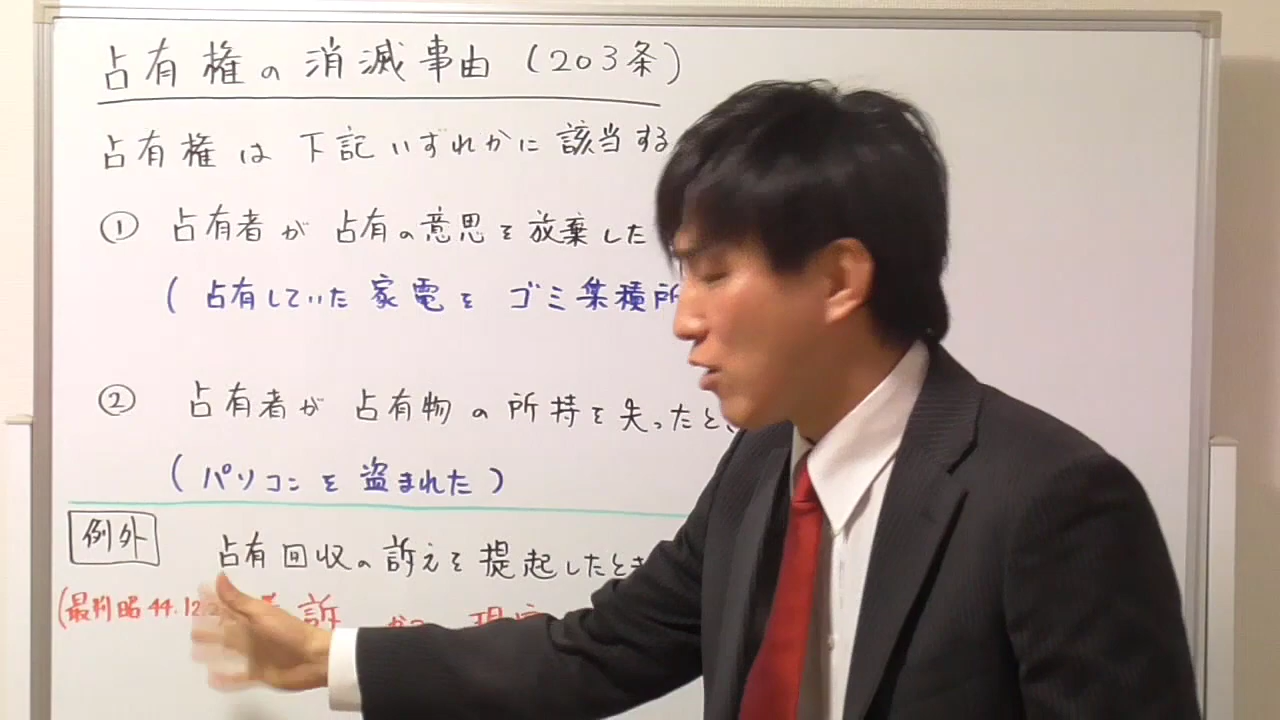 占有権の消滅事由(203条)
占有権は下記いずれかに該当する
① 占有者が占有の意思を放棄した
(占有していた家電をゴミ集積所
② 占有者が占有物の所持を失ったと
(パソコンを盗まれた)
例外 占有回収の訴えを提起したとき
(最判昭44.12. 訴 かつ 現